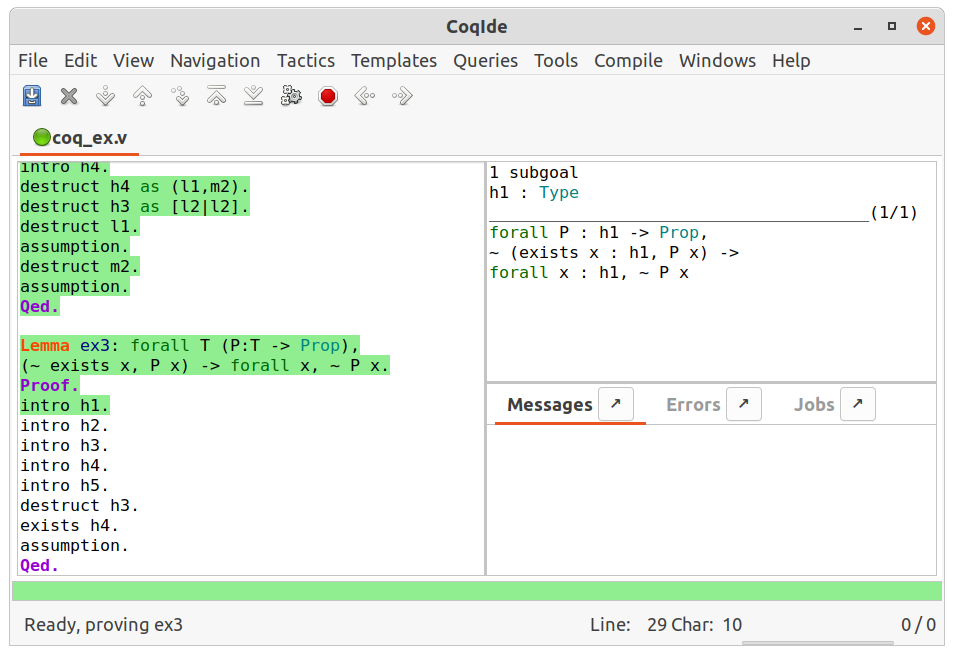 CoqIde
File Edit View Navigation Tactics Templates Queries Tools Compile Windows Help
coq_ex.v
intro h4.
destruct h4 as (l1,m2).
destruct h3 as [l2|l2].
destruct l1.
assumption.
destruct m2.
assumption.
Qed.
Lemma ex3: forall T (P:T -> Prop),
(~ exists x, P x) -> forall x, ~ P x.
Proof.
intro h1.
intro h2.
intro h3.
intro h4.
intro h5.
destruct h3.
exists h4.
assumption.
Qed.
1 subgoal
h1 : Type
______________________________________(1/1)
forall P : h1 -> Prop,
~ (exists x : h1, P x) ->
forall x : h1, ~ P x
Messages Errors Jobs
Ready, proving ex3 Line: 29 Char: 10 0 / 0